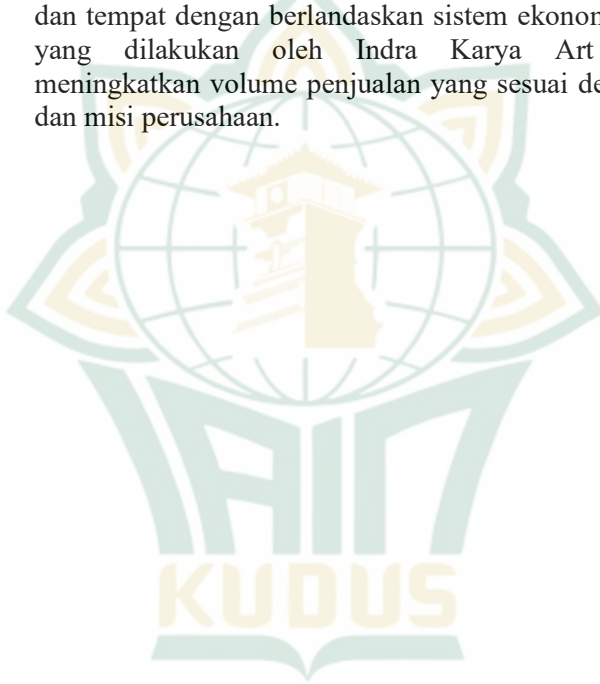 dan tempat dengan berlandaskan sistem ekonom
yang dilakukan oleh Indra Karya Art
meningkatkan volume penjualan yang sesuai de
dan misi perusahaan.
IAIN
KUDUS